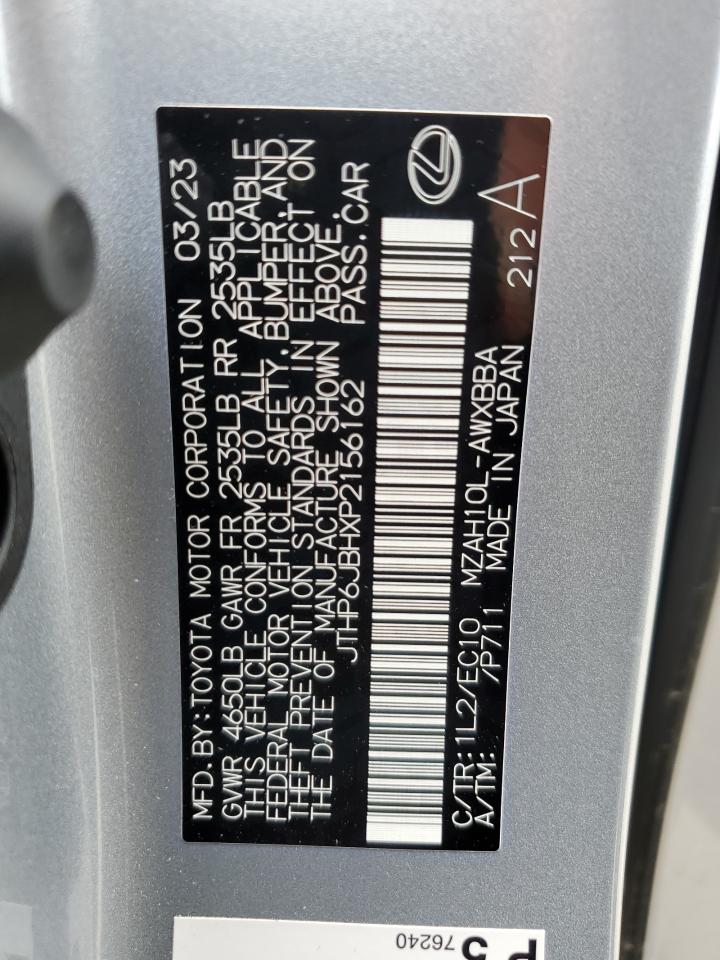 MFD.BY:TOYOTA MOTOR CORPORATION 03/23
GVWR 4650LB GAWR FR 2535LB RR 2535LB
THIS VEHICLE CONFORMS TO ALL APPLICABLE
FEDERAL MOTOR VEHICLE SAFETY,BUMPER,AND
THEFT PREVENTION STANDARDS IN EFFECT ON
THE DATE OF MANUFACTURE SHOWN ABOVE.
JTHP6JBHXP2156162 PASS.CAR
C/TR:1L2/EC10 MZAH10L-AWXBBA
A/TM: /P711 MADE IN JAPAN 212 A
76240